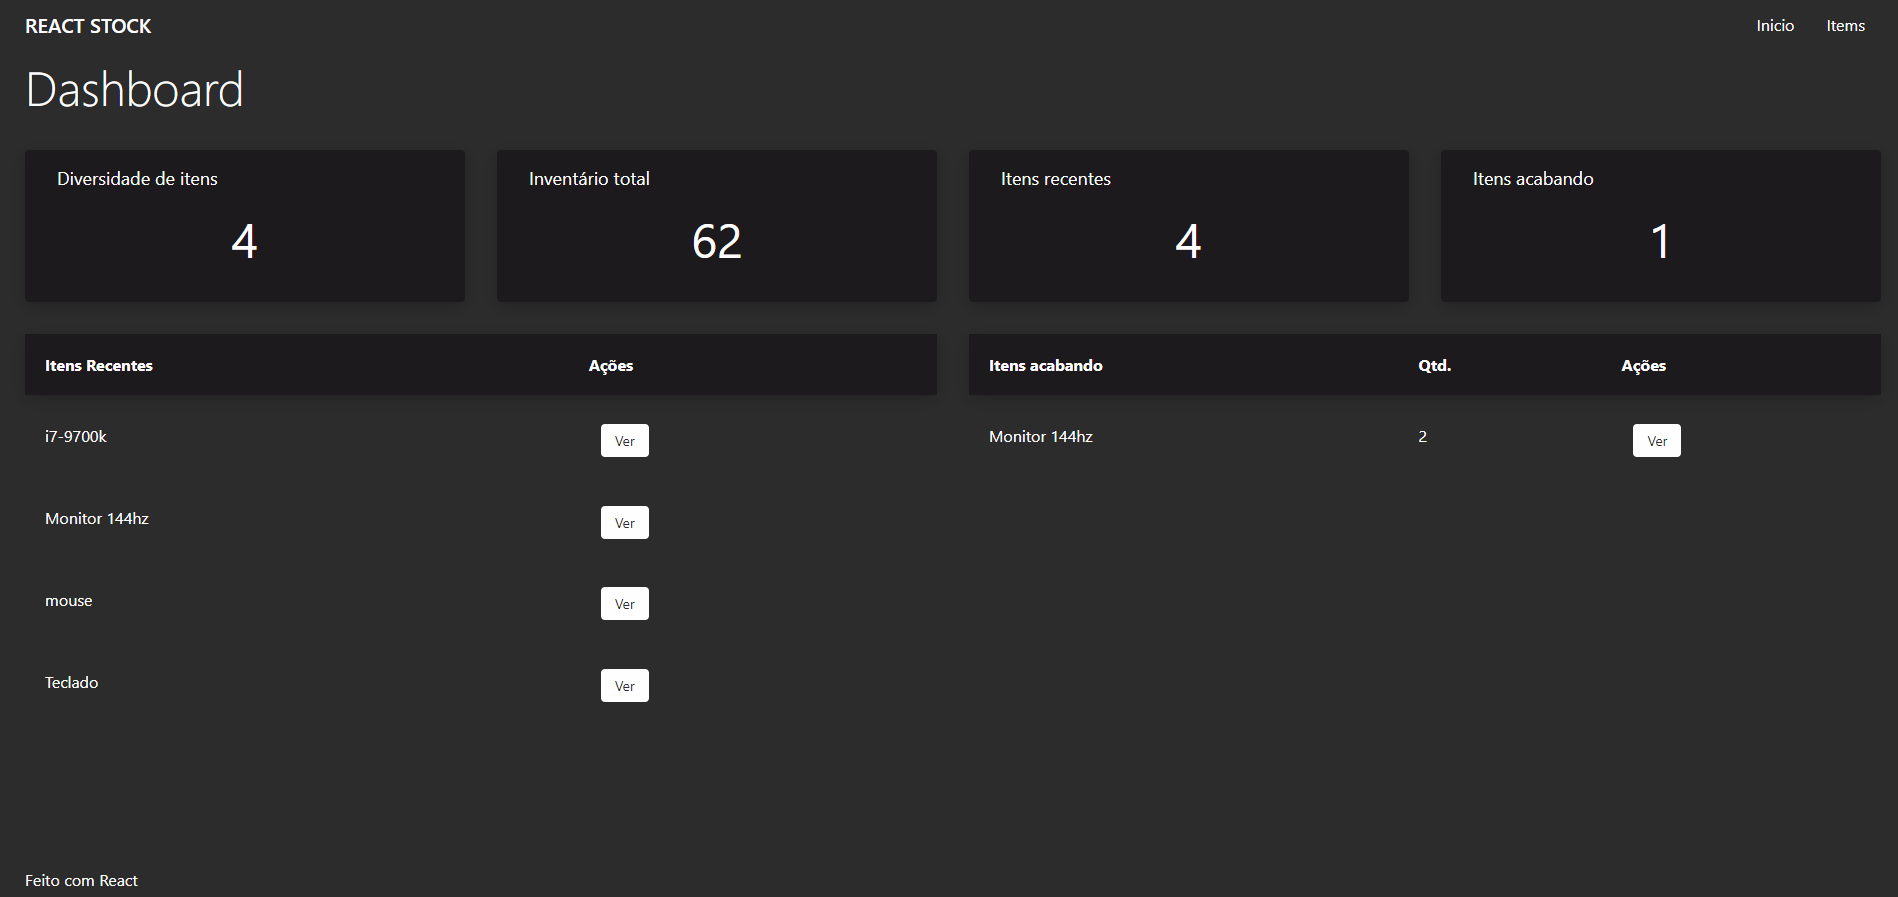 REACT STOCK Inicio Items
Dashboard
Diversidade de itens
4
Inventário total
62
Itens recentes
4
Itens acabando
1
Itens Recentes Ações
i7-9700k Ver
Monitor 144hz Ver
mouse Ver
Teclado Ver
Itens acabando Qtd. Ações
Monitor 144hz 2 Ver
Feito com React